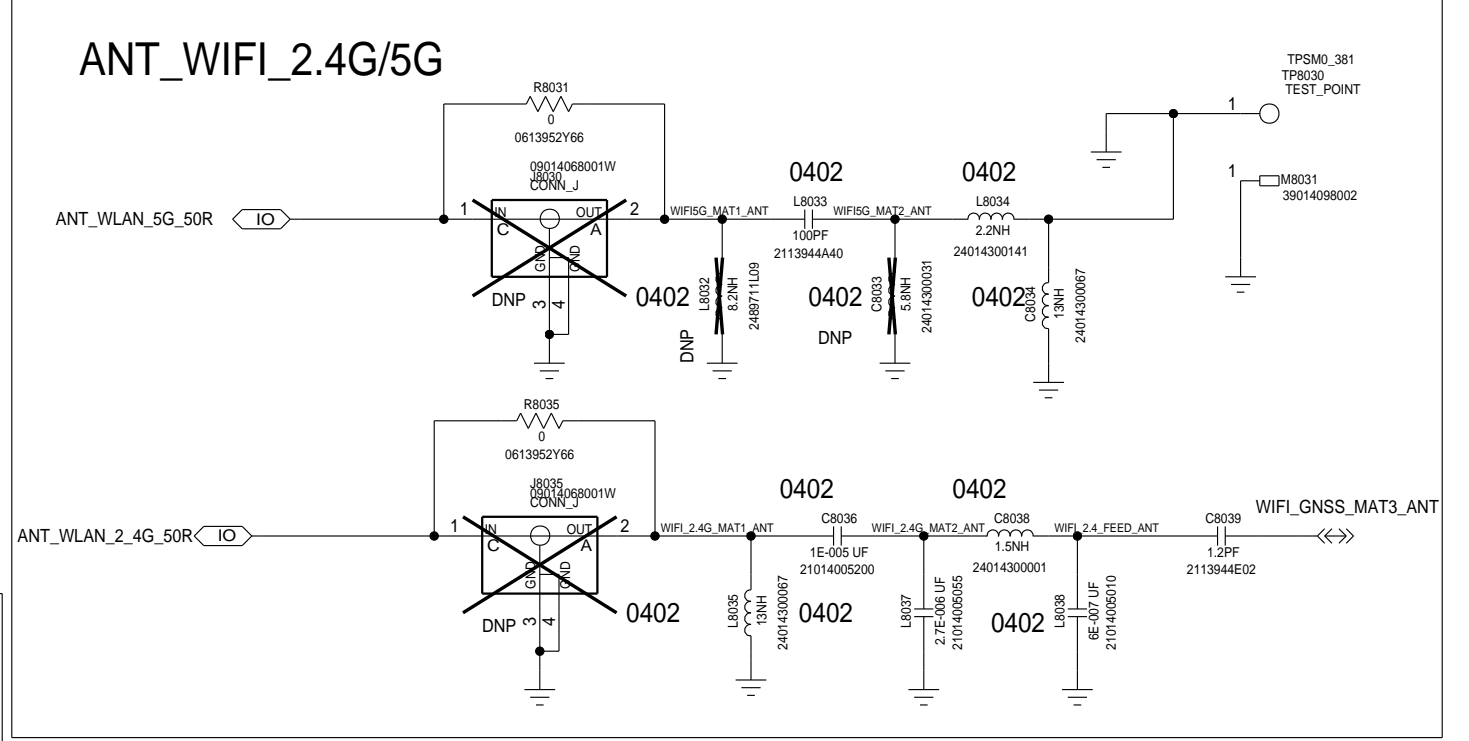 ANT_WIFI_2.4G/5G
TPSM0_381
TP8030
TEST_POINT
1
R8031
0
0613952Y66
09014068001W
J8030
CONN_J
0402
0402
1
M8031
39014098002
ANT_WLAN_5G_50R
IO
1
IN
OUT
2
C
A
GND
GND
WIFI5G_MAT1_ANT
L8033
100PF
2113944A40
WIFI5G_MAT2_ANT
L8034
2.2NH
24014300141
DNP
3
4
0402
L8032
8.2NH
2489711L09
DNP
0402
C8033
5.8NH
24014300031
DNP
0402
C8034
13NH
24014300067
R8035
0
0613952Y66
J8035
09014068001W
CONN_J
0402
0402
ANT_WLAN_2_4G_50R
IO
1
IN
OUT
2
C
A
GND
GND
WIFI_2.4G_MAT1_ANT
C8036
1E-005 UF
21014005200
WIFI_2.4G_MAT2_ANT
C8038
1.5NH
24014300001
WIFI_2.4_FEED_ANT
C8039
1.2PF
2113944E02
WIFI_GNSS_MAT3_ANT
DNP
3
4
0402
L8035
13NH
24014300067
0402
L8037
2.7E-006 UF
21014005055
0402
L8038
6E-007 UF
21014005010